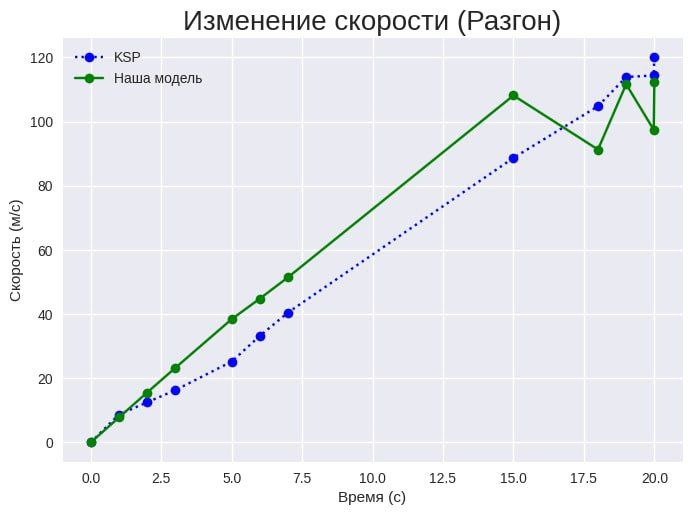 Изменение скорости (Разгон)
KSP
Наша модель
120
100
80
60
40
20
0
Скорость (м/с)
0.0 2.5 5.0 7.5 10.0 12.5 15.0 17.5 20.0
Время (с)